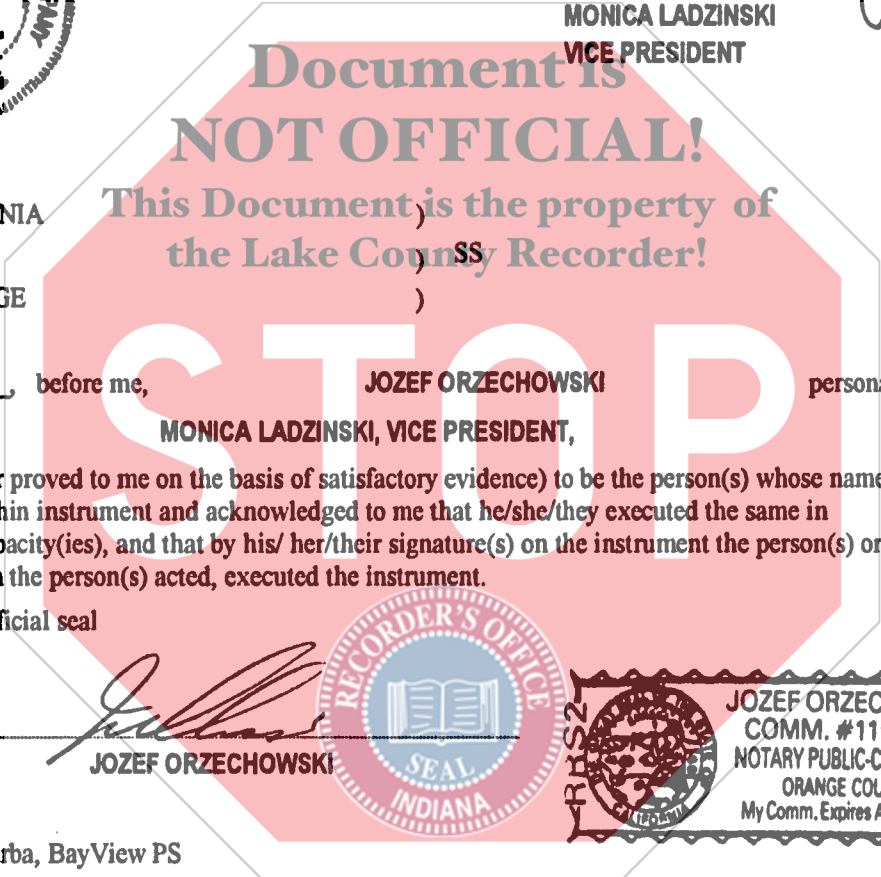 MONICA LADZINSKI
VICE PRESIDENT
Document is
NOT OFFICIAL!
This Document is the property of
the Lake County Recorder!
NIA )
) SS
GE )
STOP
before me, JOZEF ORZECHOWSKI persona
MONICA LADZINSKI, VICE PRESIDENT,
r proved to me on the basis of satisfactory evidence) to be the person(s) whose name
hin instrument and acknowledged to me that he/she/they executed the same in
pacity(ies), and that by his/ her/their signature(s) on the instrument the person(s) or
the person(s) acted, executed the instrument.
ficial seal
RECORDER'S OFFICE
SEAL
INDIANA
JOZEF ORZECHOWSKI
RKS2
JOZEF ORZEC
COMM. #11
NOTARY PUBLIC-C
ORANGE COU
My Comm. Expires A
CALIFORNIA
rba, BayView PS